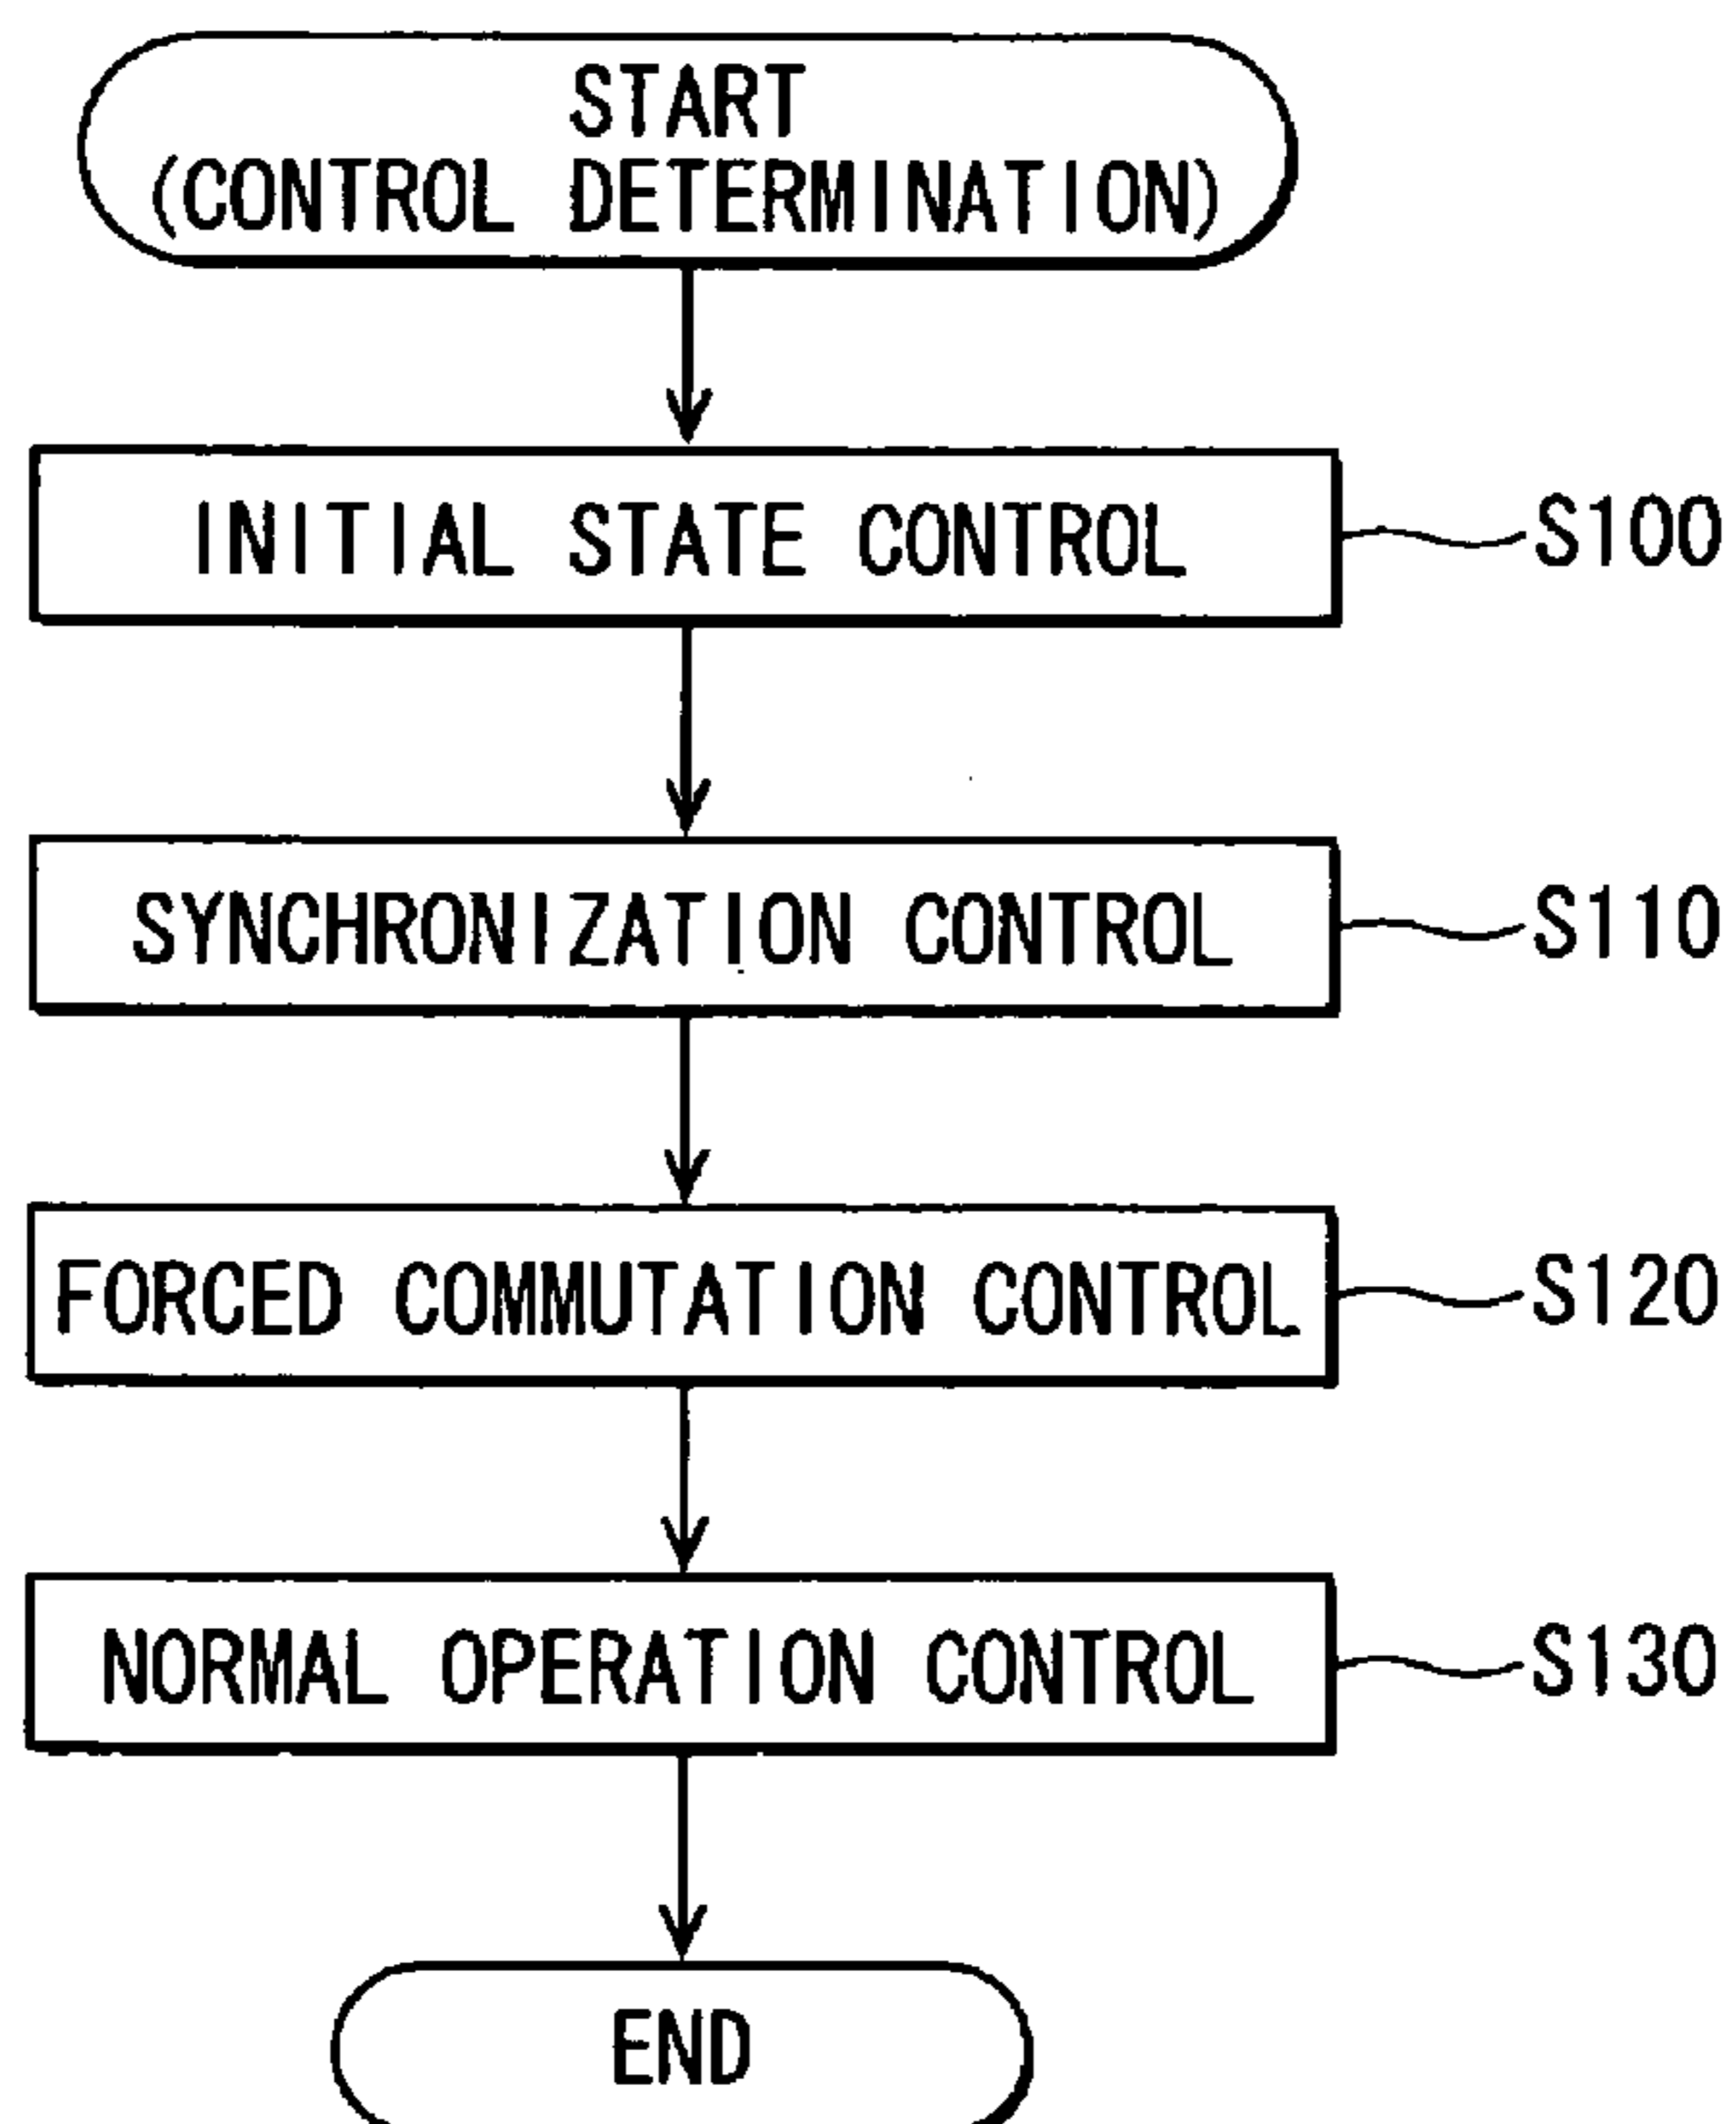 START
(CONTROL DETERMINATION)
INITIAL STATE CONTROL
S100
SYNCHRONIZATION CONTROL
S110
FORCED COMMUTATION CONTROL
S120
NORMAL OPERATION CONTROL
S130
END